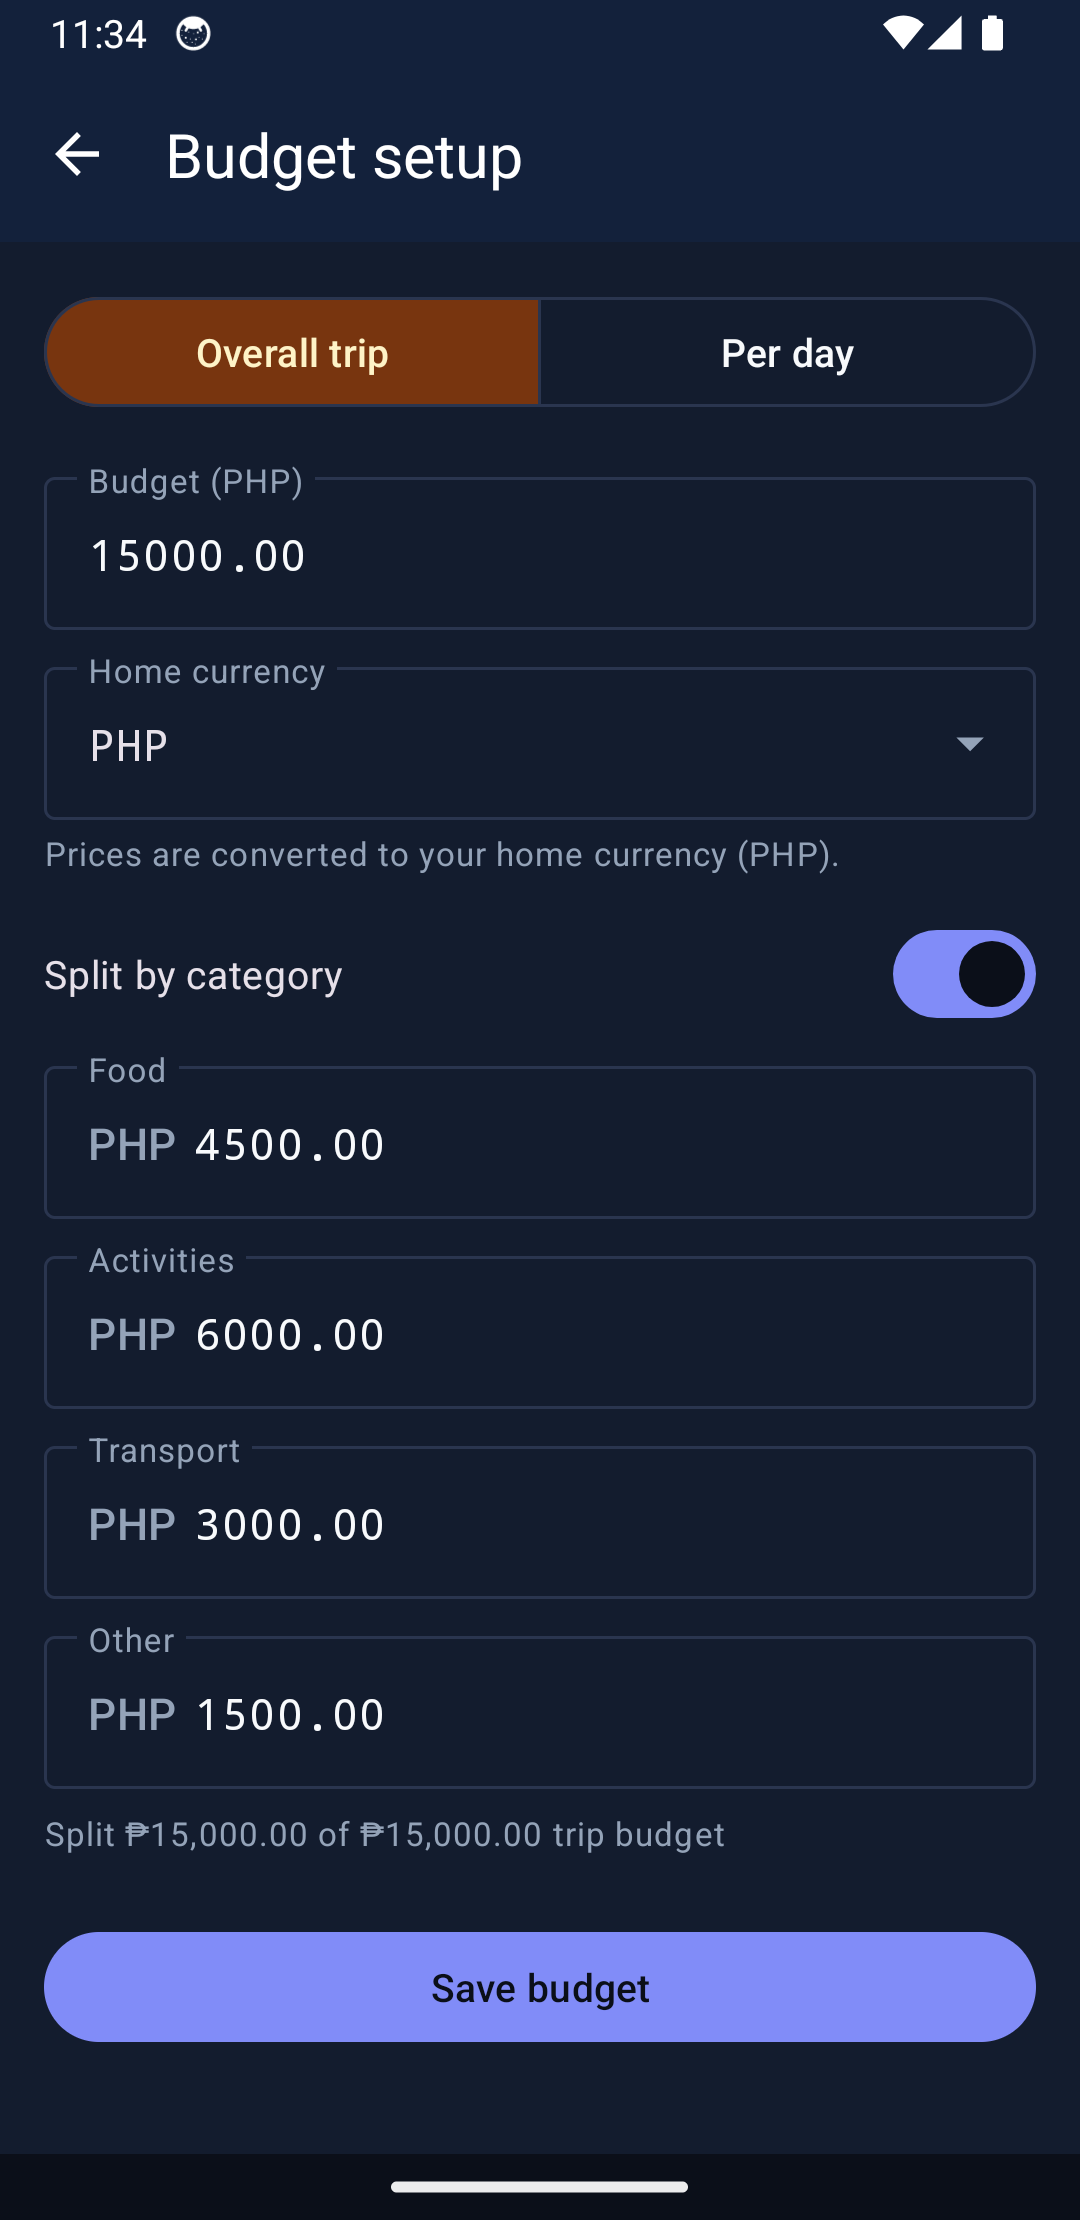 11:34
Budget setup
Overall trip
Per day
Budget (PHP)
15000.00
Home currency
PHP
Prices are converted to your home currency (PHP).
Split by category
Food
PHP 4500.00
Activities
PHP 6000.00
Transport
PHP 3000.00
Other
PHP 1500.00
Split ₱15,000.00 of ₱15,000.00 trip budget
Save budget